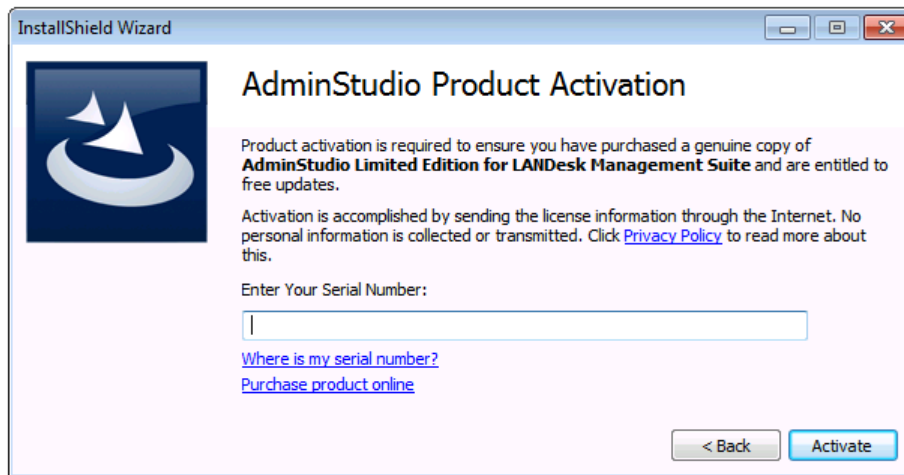 InstallShield Wizard
AdminStudio Product Activation
Product activation is required to ensure you have purchased a genuine copy of
AdminStudio Limited Edition for LANDesk Management Suite and are entitled to
free updates.
Activation is accomplished by sending the license information through the Internet. No
personal information is collected or transmitted. Click Privacy Policy to read more about
this.
Enter Your Serial Number:
Where is my serial number?
Purchase product online
< Back
Activate